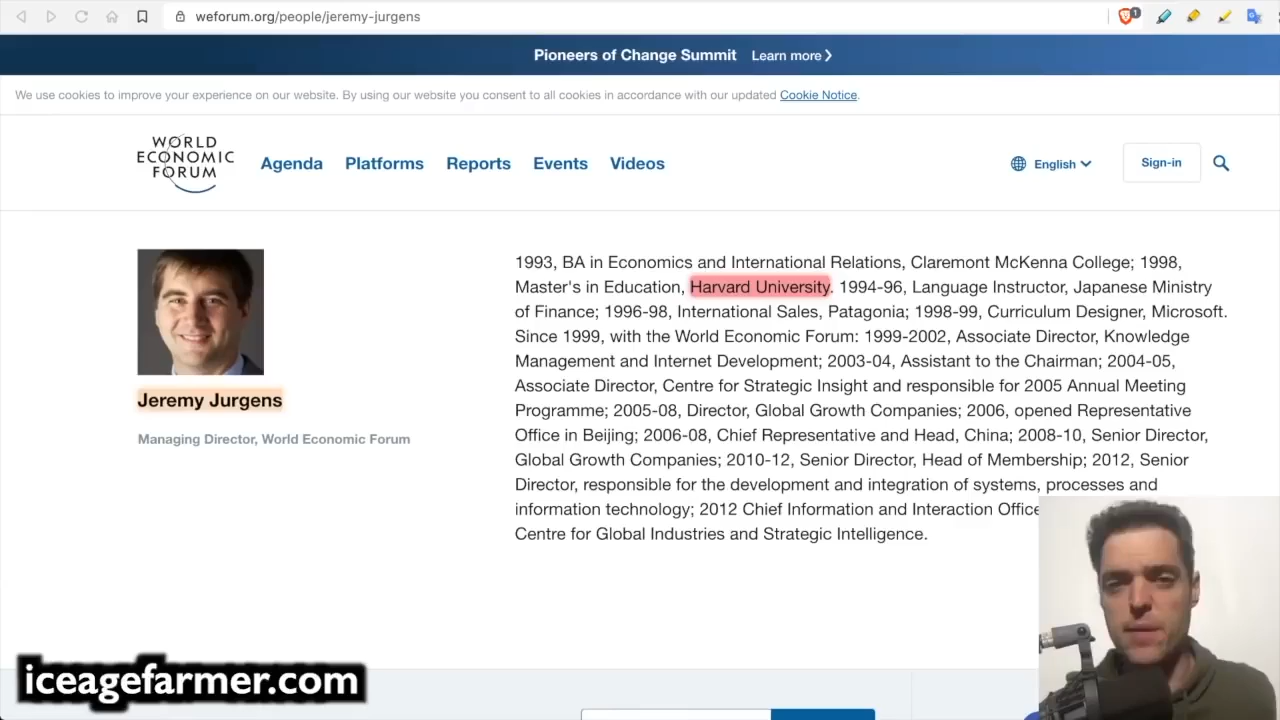 weforum.org/people/jeremy-jurgens
1
Pioneers of Change Summit Learn more
We use cookies to improve your experience on our website. By using our website you consent to all cookies in accordance with our updated Cookie Notice.
WORLD
ECONOMIC
FORUM
Agenda Platforms Reports Events Videos
English
Sign-in
1993, BA in Economics and International Relations, Claremont McKenna College; 1998,
Master's in Education, Harvard University. 1994-96, Language Instructor, Japanese Ministry
of Finance; 1996-98, International Sales, Patagonia; 1998-99, Curriculum Designer, Microsoft.
Since 1999, with the World Economic Forum: 1999-2002, Associate Director, Knowledge
Management and Internet Development; 2003-04, Assistant to the Chairman; 2004-05,
Associate Director, Centre for Strategic Insight and responsible for 2005 Annual Meeting
Programme; 2005-08, Director, Global Growth Companies; 2006, opened Representative
Office in Beijing; 2006-08, Chief Representative and Head, China; 2008-10, Senior Director,
Global Growth Companies; 2010-12, Senior Director, Head of Membership; 2012, Senior
Director, responsible for the development and integration of systems, processes and
information technology; 2012 Chief Information and Interaction Office
Centre for Global Industries and Strategic Intelligence.
Jeremy Jurgens
Managing Director, World Economic Forum
iceagefarmer.com